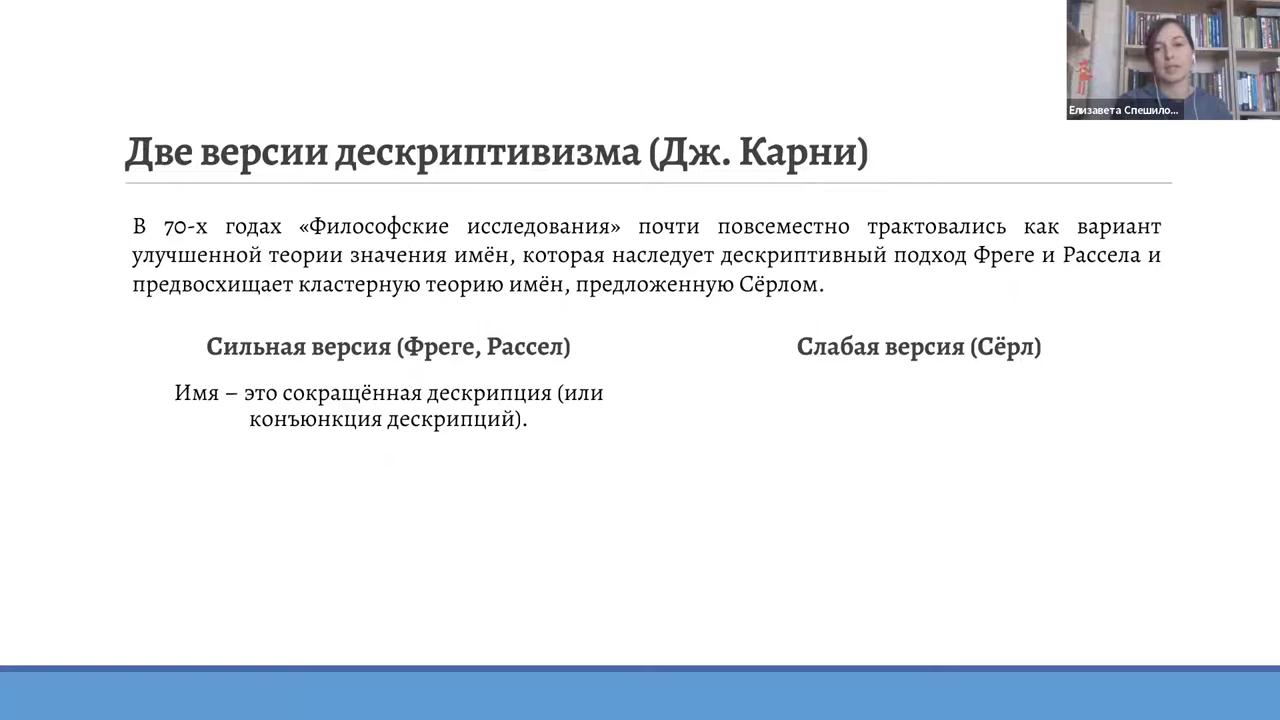 Елизавета Спешило...
Две версии дескриптивизма (Дж. Карни)
В 70-х годах «Философские исследования» почти повсеместно трактовались как вариант
улучшенной теории значения имён, которая наследует дескриптивный подход Фреге и Рассела и
предвосхищает кластерную теорию имён, предложенную Сёрлом.
Сильная версия (Фреге, Рассел)
Имя – это сокращённая дескрипция (или
конъюнкция дескрипций).
Слабая версия (Сёрл)